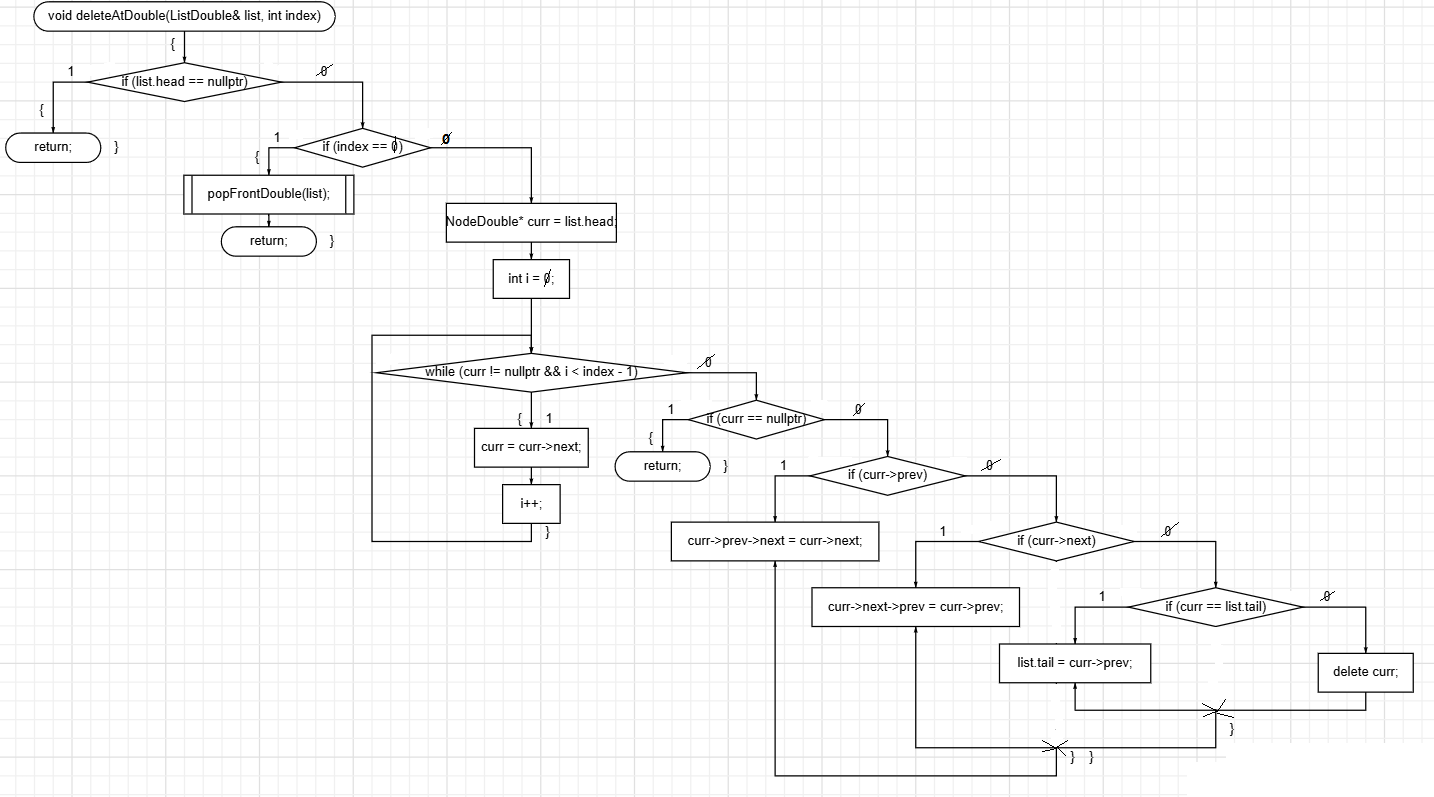 void deleteAtDouble(ListDouble& list, int index)
{
1
if (list.head == nullptr)
0
{
return;
}
1
if (index == 0)
0
{
popFrontDouble(list);
return;
}
NodeDouble* curr = list.head;
int i = 0;
while (curr != nullptr && i < index - 1)
0
{ 1
curr = curr->next;
i++;
}
1
if (curr == nullptr)
0
{
return;
}
1
if (curr->prev)
0
curr->prev->next = curr->next;
1
if (curr->next)
0
curr->next->prev = curr->prev;
1
if (curr == list.tail)
0
list.tail = curr->prev;
delete curr;
}
} }